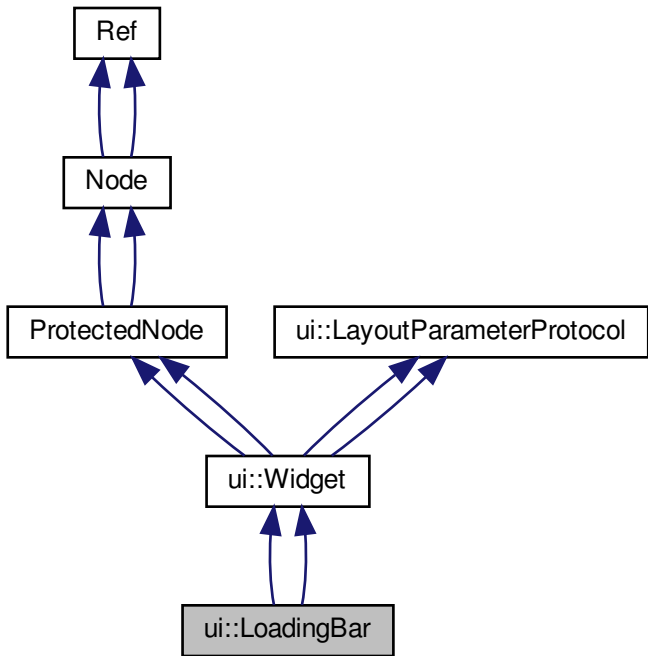 Ref
Node
ProtectedNode
ui::LayoutParameterProtocol
ui::Widget
ui::LoadingBar